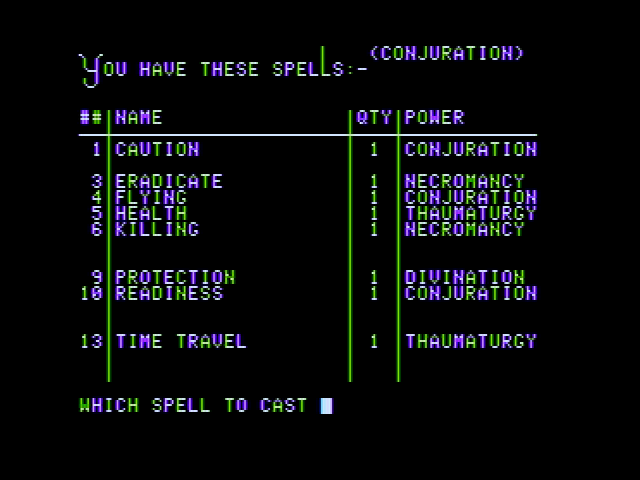 (CONJURATION)
YOU HAVE THESE SPELLS:-
## NAME QTY POWER
1 CAUTION 1 CONJURATION
3 ERADICATE 1 NECROMANCY
4 FLYING 1 CONJURATION
5 HEALTH 1 THAUMATURGY
6 KILLING 1 NECROMANCY
9 PROTECTION 1 DIVINATION
10 READINESS 1 CONJURATION
13 TIME TRAVEL 1 THAUMATURGY
WHICH SPELL TO CAST